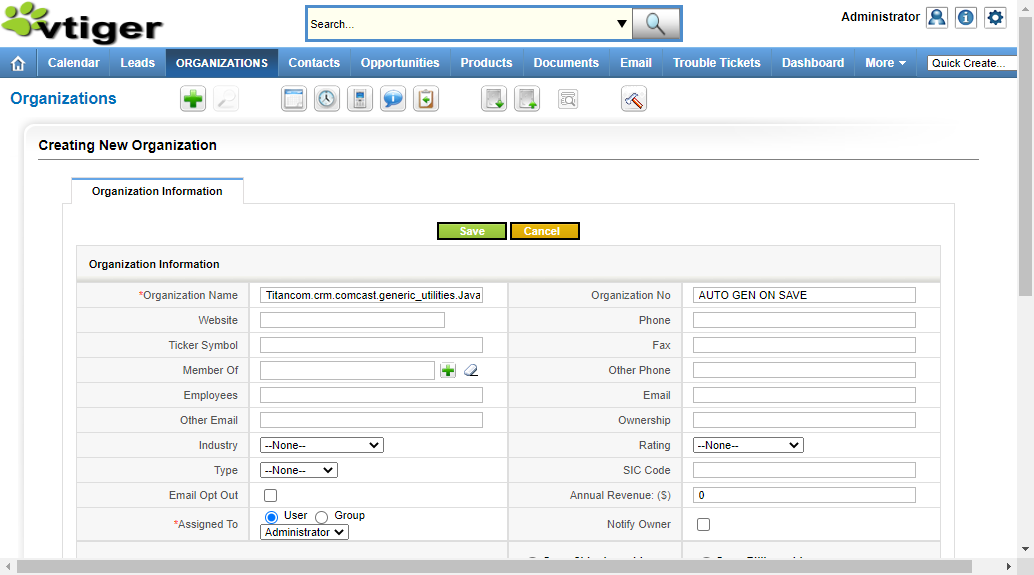 vtiger
Search...
Administrator
Calendar Leads ORGANIZATIONS Contacts Opportunities Products Documents Email Trouble Tickets Dashboard More Quick Create...
Organizations
Creating New Organization
Organization Information
Save Cancel
Organization Information
*Organization Name Titancom.crm.comcast.generic_utilities.Java Organization No AUTO GEN ON SAVE
Website Phone
Ticker Symbol Fax
Member Of Other Phone
Employees Email
Other Email Ownership
Industry --None-- Rating --None--
Type --None-- SIC Code
Email Opt Out Annual Revenue: ($) 0
*Assigned To User Group Notify Owner
Administrator